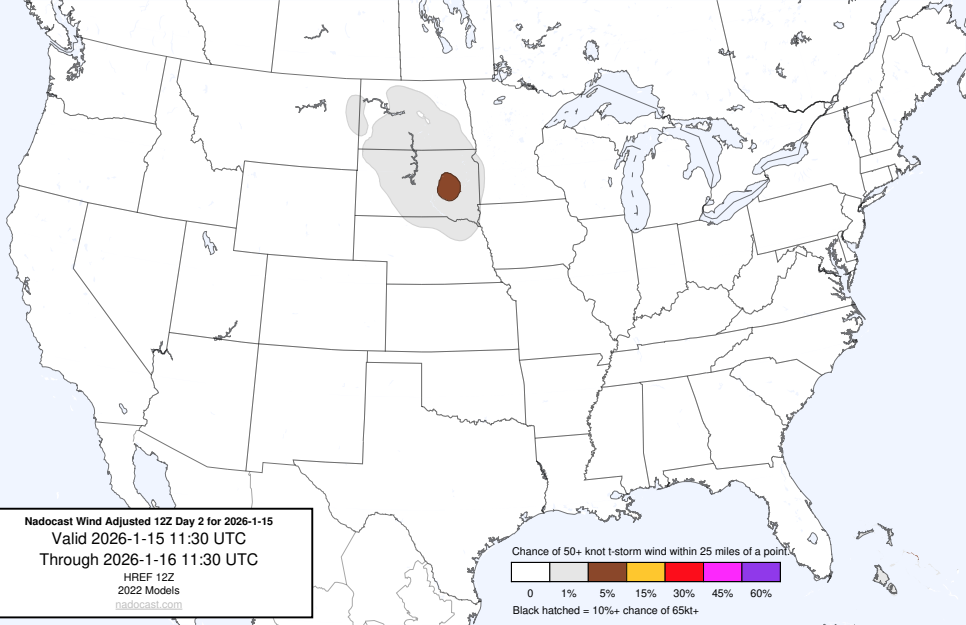 Nadocast Wind Adjusted 12Z Day 2 for 2026-1-15
Valid 2026-1-15 11:30 UTC
Through 2026-1-16 11:30 UTC
HREF 12Z
2022 Models
nadocast.com
Chance of 50+ knot t-storm wind within 25 miles of a point.
0 1% 5% 15% 30% 45% 60%
Black hatched = 10%+ chance of 65kt+